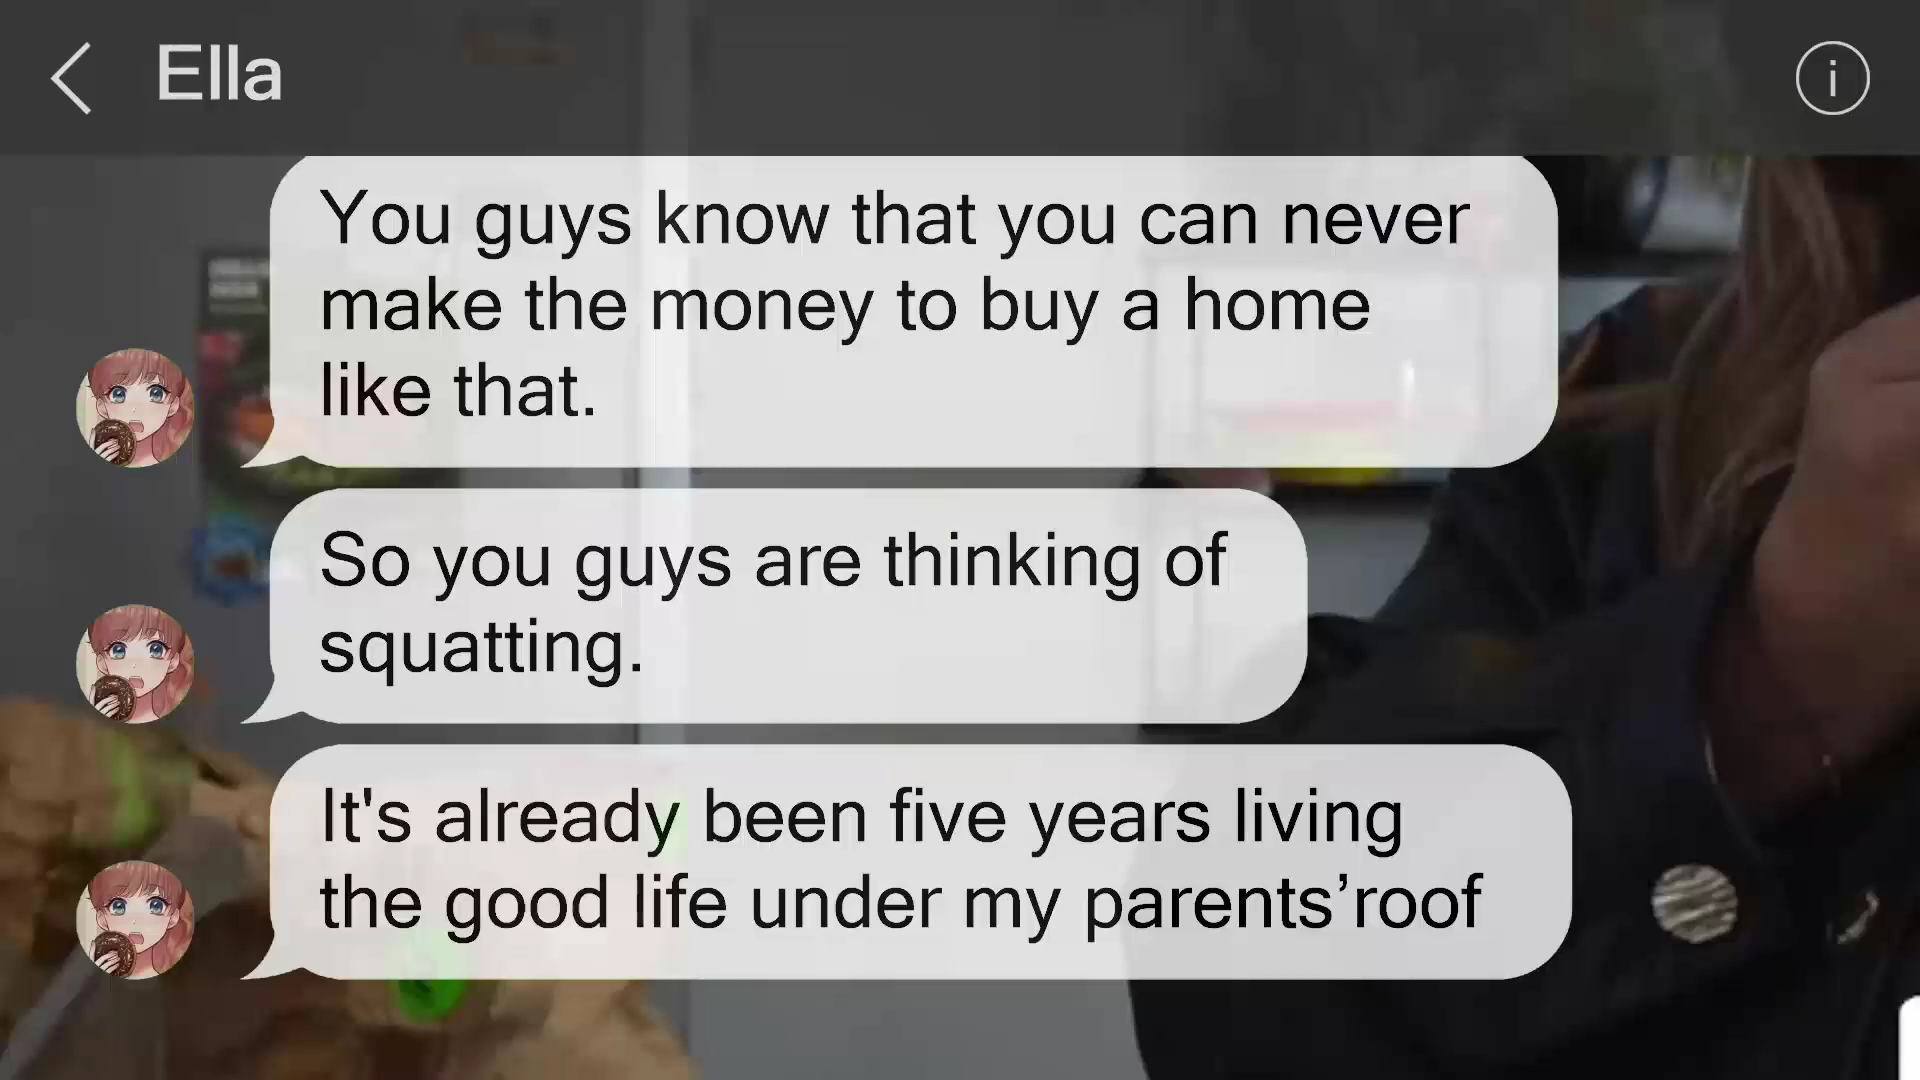 Ella
You guys know that you can never
make the money to buy a home
like that.
So you guys are thinking of
squatting.
It's already been five years living
the good life under my parents’roof